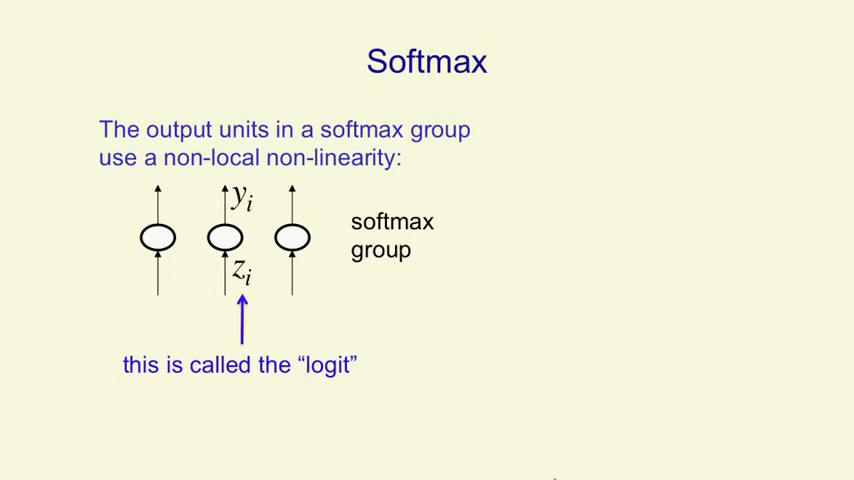 Softmax
The output units in a softmax group
use a non-local non-linearity:
yᵢ
softmax
group
zᵢ
this is called the “logit”